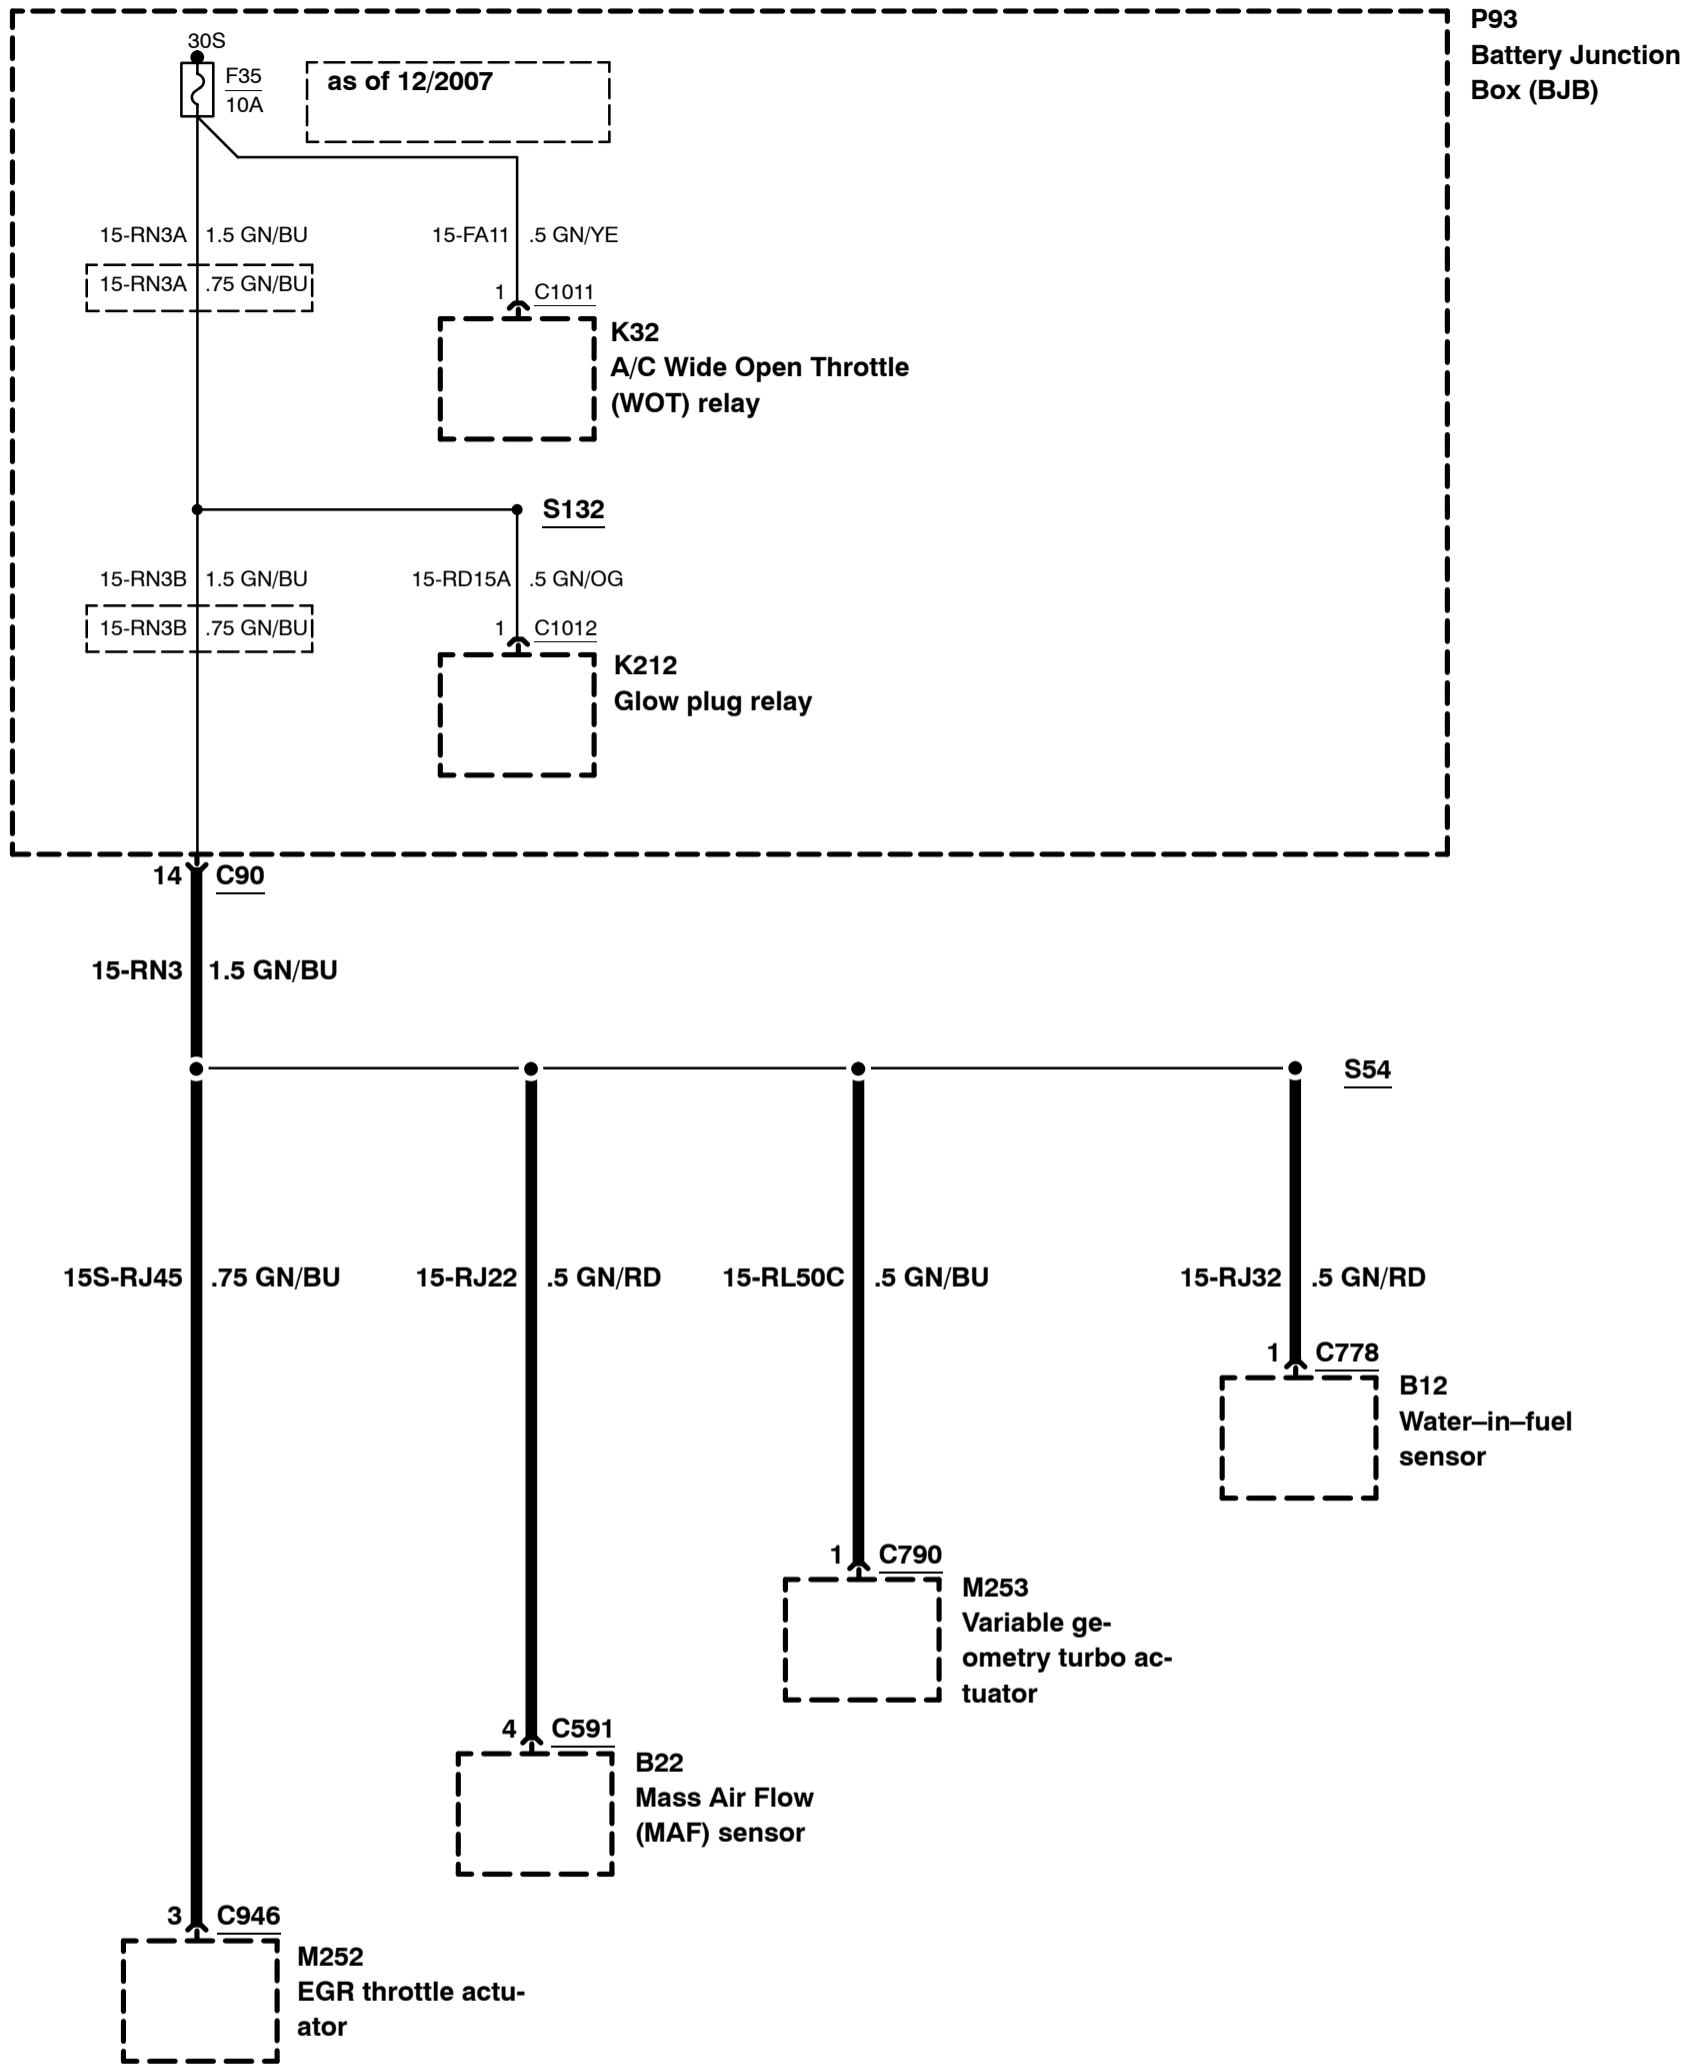 P93
Battery Junction
Box (BJB)
30S
F35
10A
as of 12/2007
15-RN3A 1.5 GN/BU
15-FA11 .5 GN/YE
15-RN3A .75 GN/BU
1 C1011
K32
A/C Wide Open Throttle
(WOT) relay
S132
15-RN3B 1.5 GN/BU
15-RD15A .5 GN/OG
15-RN3B .75 GN/BU
1 C1012
K212
Glow plug relay
14 C90
15-RN3 1.5 GN/BU
S54
15S-RJ45 .75 GN/BU
15-RJ22 .5 GN/RD
15-RL50C .5 GN/BU
15-RJ32 .5 GN/RD
1 C778
B12
Water–in–fuel
sensor
1 C790
M253
Variable ge-
ometry turbo ac-
tuator
4 C591
B22
Mass Air Flow
(MAF) sensor
3 C946
M252
EGR throttle actu-
ator